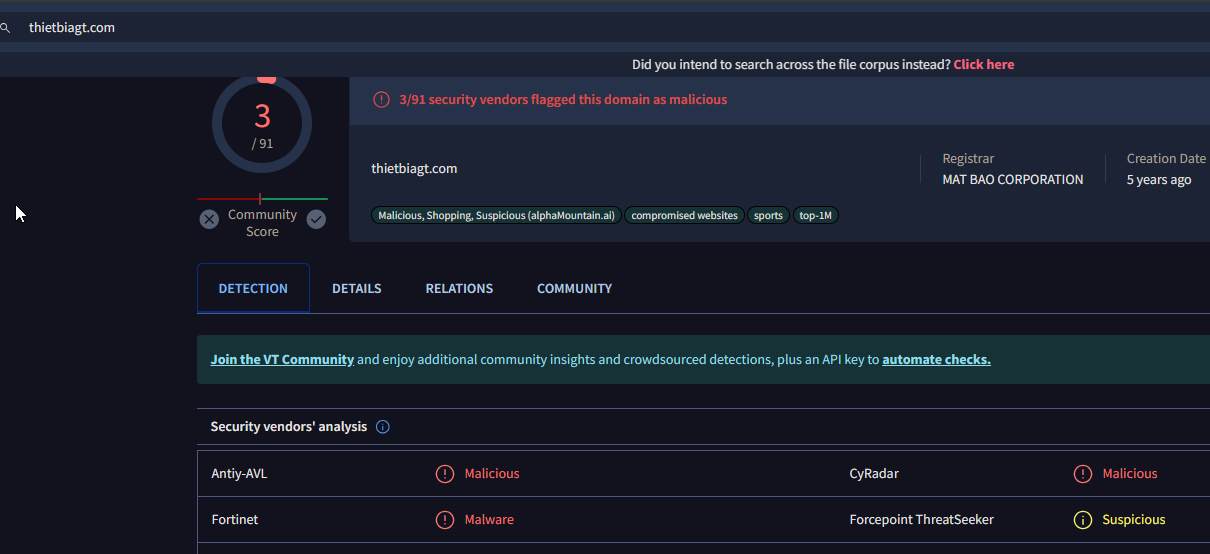 thietbiagt.com
Did you intend to search across the file corpus instead? Click here
3
/ 91
Community
Score
3/91 security vendors flagged this domain as malicious
thietbiagt.com
Registrar
MAT BAO CORPORATION
Creation Date
5 years ago
Malicious, Shopping, Suspicious (alphaMountain.ai) compromised websites sports top-1M
DETECTION DETAILS RELATIONS COMMUNITY
Join the VT Community and enjoy additional community insights and crowdsourced detections, plus an API key to automate checks.
Security vendors' analysis
Antiy-AVL Malicious CyRadar Malicious
Fortinet Malware Forcepoint ThreatSeeker Suspicious